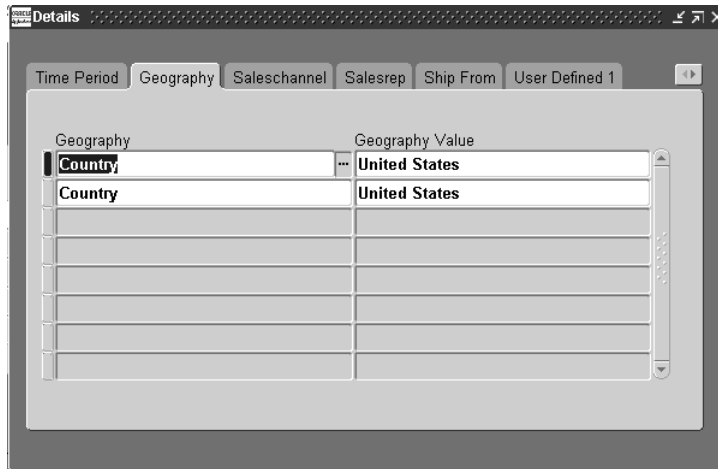 ORACLE
Details
Time Period Geography Saleschannel Salesrep Ship From User Defined 1
Geography Geography Value
Country ... United States
Country United States